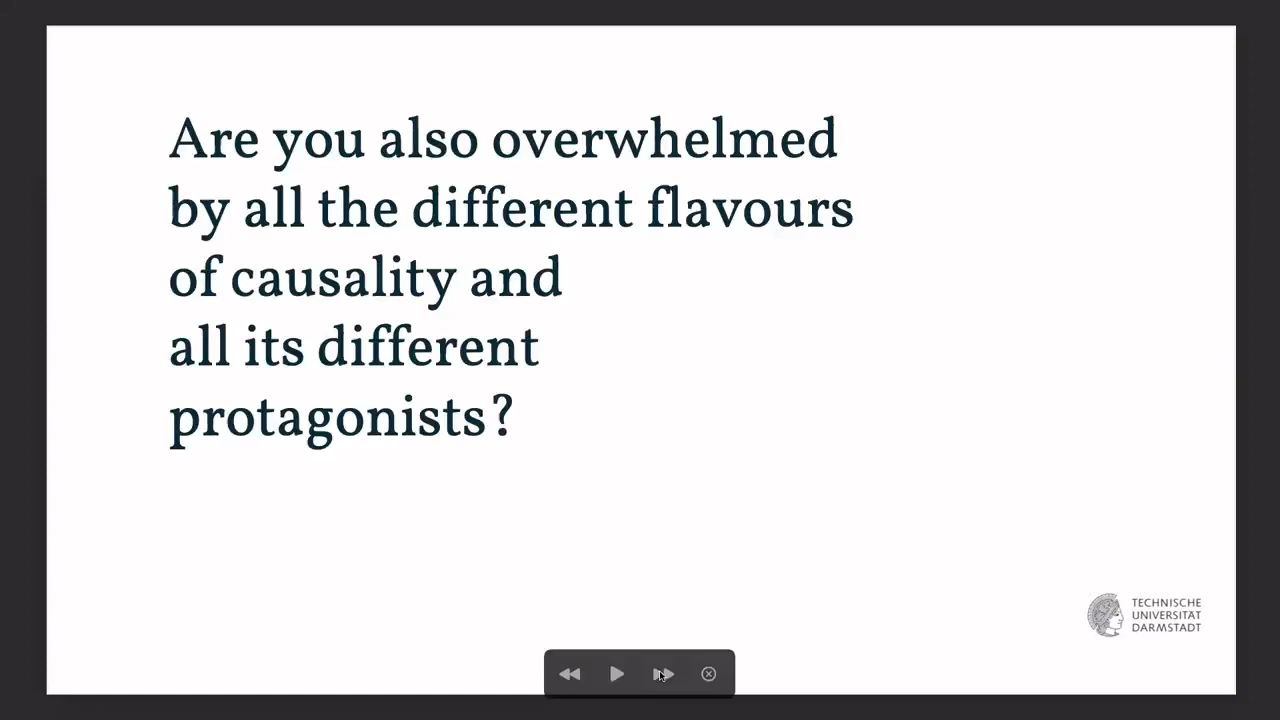 Are you also overwhelmed
by all the different flavours
of causality and
all its different
protagonists?
TECHNISCHE
UNIVERSITÄT
DARMSTADT